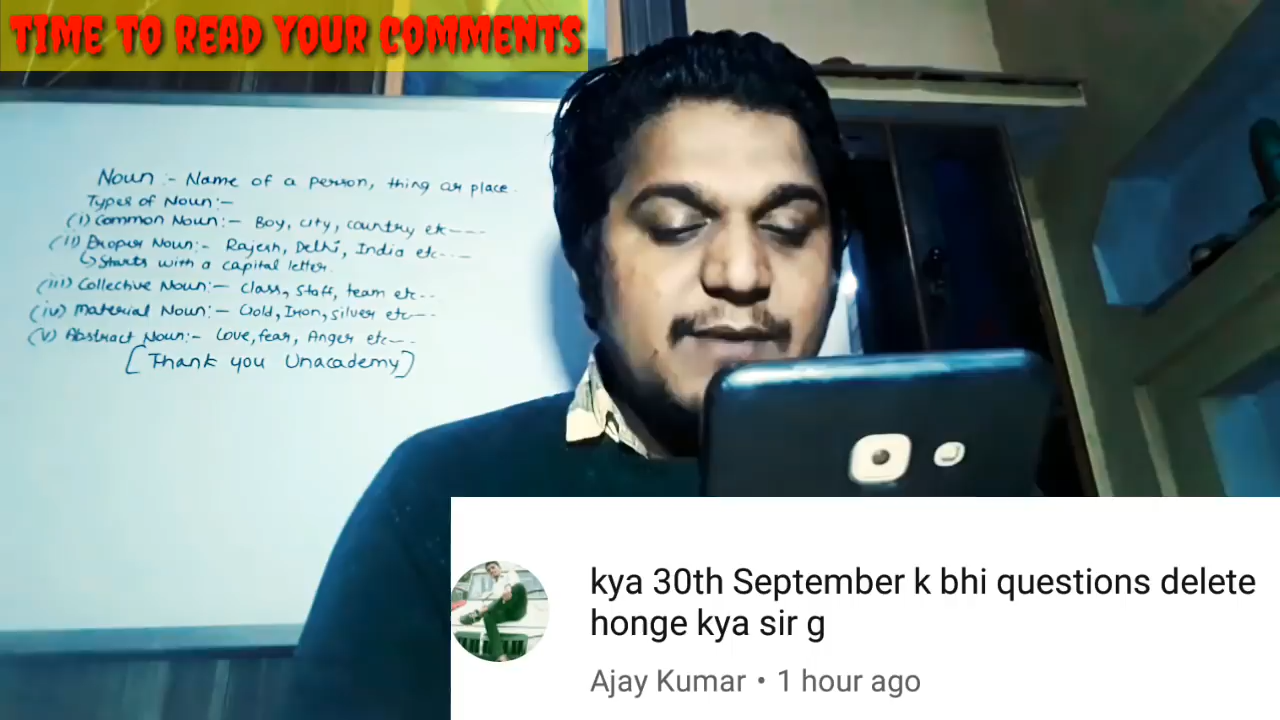 TIME TO READ YOUR COMMENTS
Noun :- Name of a person, thing or place.
Types of Noun:-
(i) Common Noun:- Boy, city, country etc----
(ii) Proper Noun:- Rajesh, Delhi, India etc----
↳ Starts with a capital letter.
(iii) Collective Noun:- Class, Staff, team etc--
(iv) Material Noun:- Gold, Iron, silver etc---
(v) Abstract Noun:- Love, fear, Anger etc---
[Thank you Unacademy]
kya 30th September k bhi questions delete
honge kya sir g
Ajay Kumar • 1 hour ago